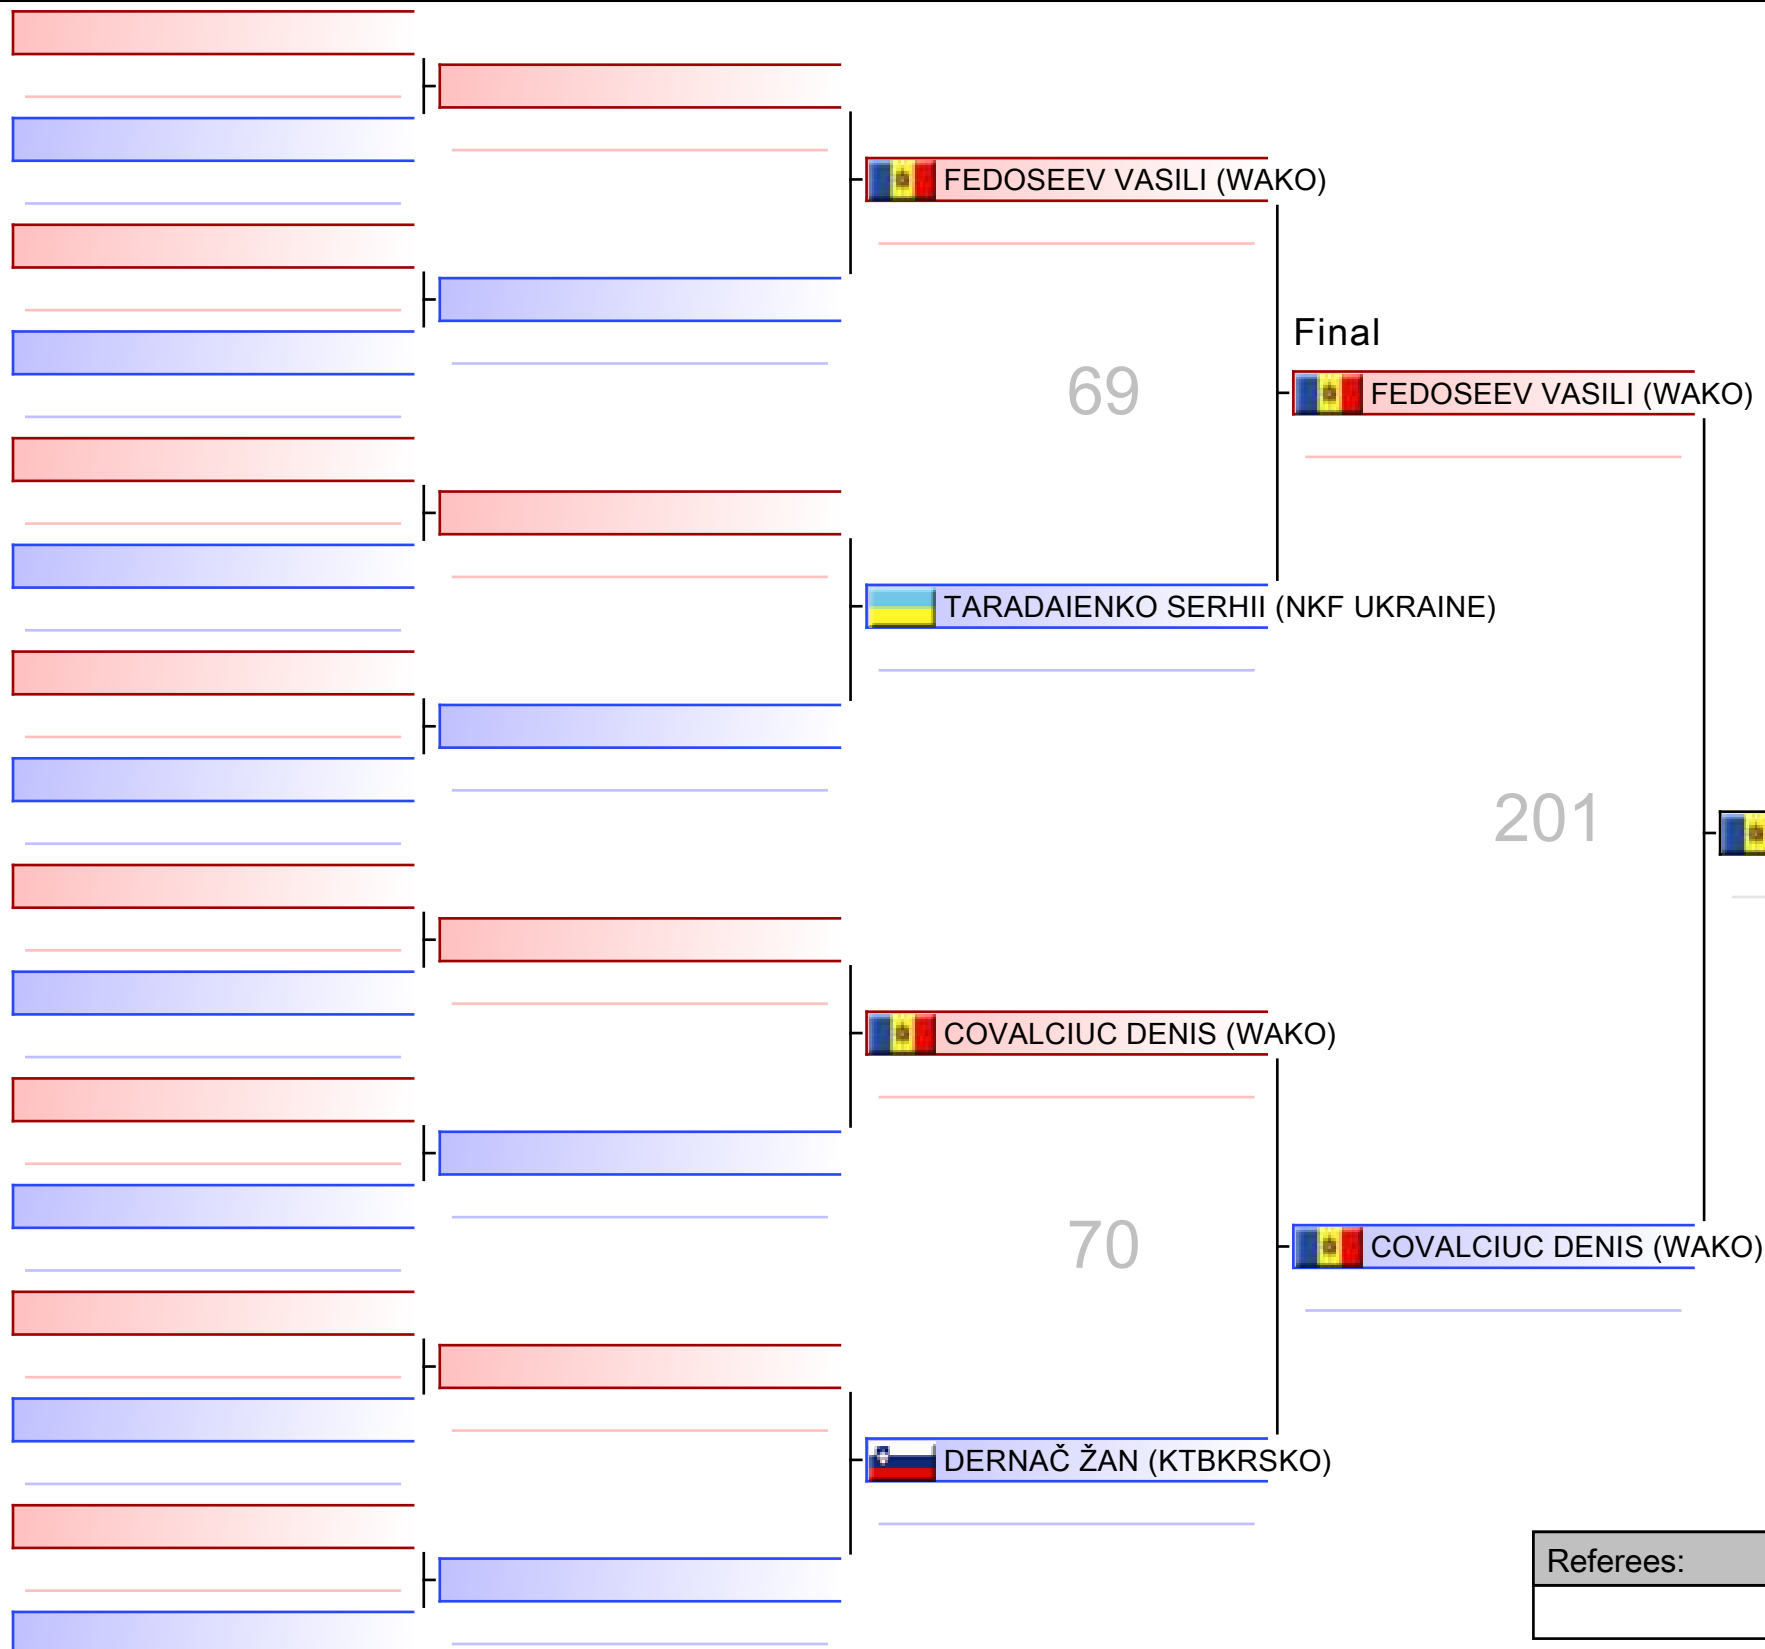 FEDOSEEV VASILI (WAKO)
Final
69
FEDOSEEV VASILI (WAKO)
TARADAIENKO SERHII (NKF UKRAINE)
201
COVALCIUC DENIS (WAKO)
70
COVALCIUC DENIS (WAKO)
DERNAČ ŽAN (KTBKRSKO)
Referees: